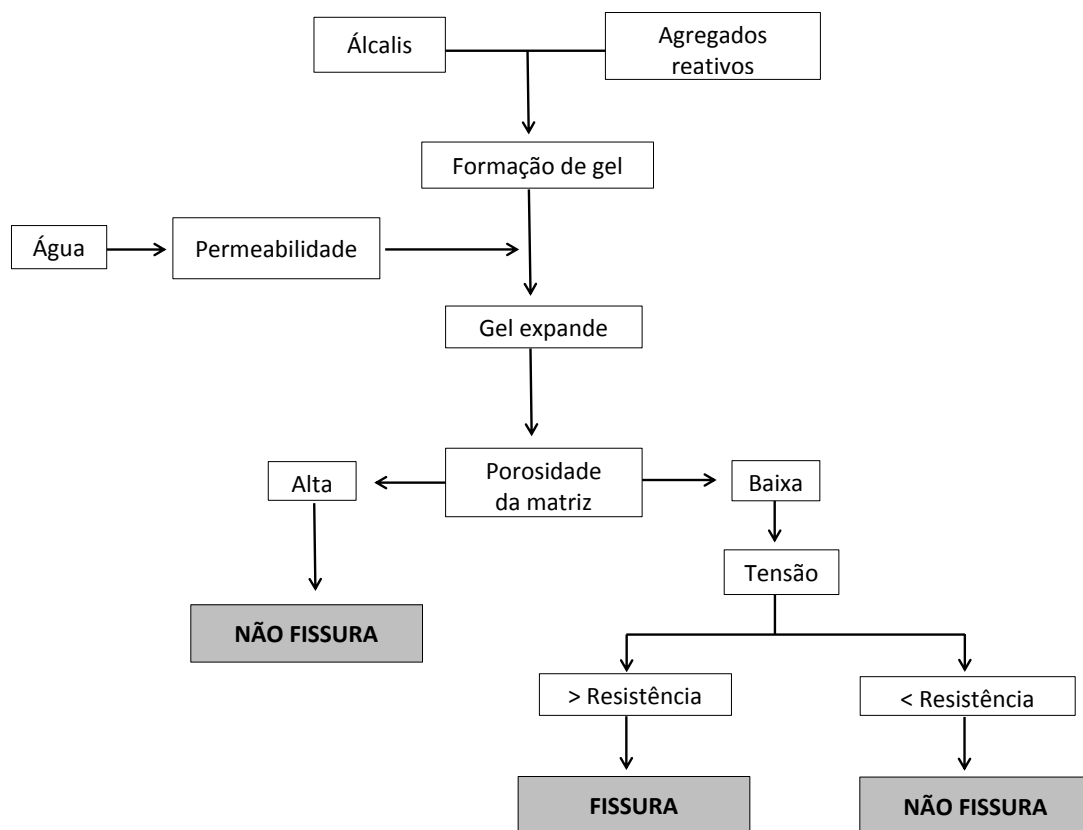 Álcalis
Agregados
reativos
Formação de gel
Água
Permeabilidade
Gel expande
Alta
Porosidade
da matriz
Baixa
Tensão
NÃO FISSURA
> Resistência
< Resistência
FISSURA
NÃO FISSURA